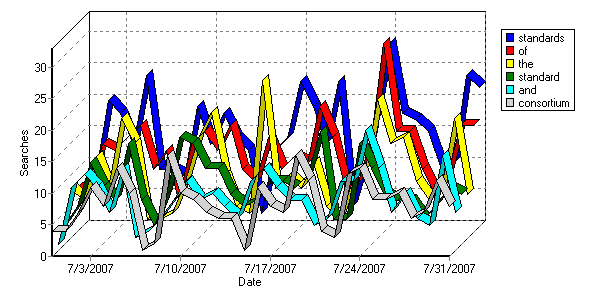 standards
of
the
standard
and
consortium
Searches
30
25
20
15
10
5
0
7/3/2007
7/10/2007
7/17/2007
7/24/2007
7/31/2007
Date